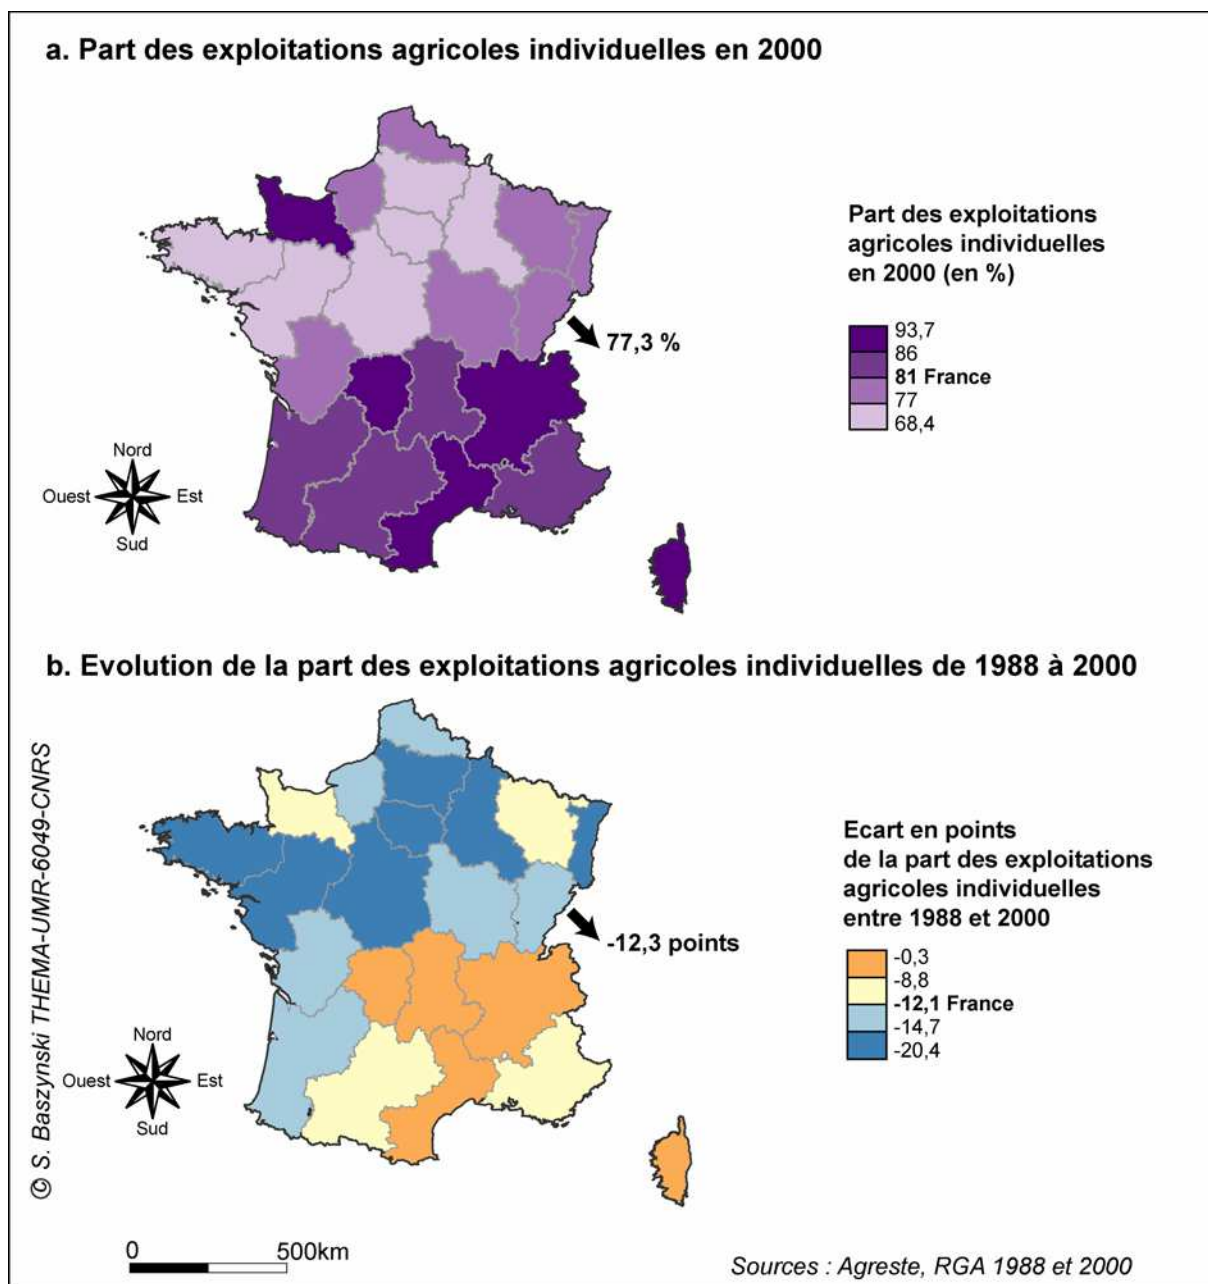 a. Part des exploitations agricoles individuelles en 2000
Part des exploitations
agricoles individuelles
en 2000 (en %)
77,3 %
93,7
86
81 France
77
68,4
Nord
Ouest
Est
Sud
b. Evolution de la part des exploitations agricoles individuelles de 1988 à 2000
© S. Baszynski THEMA-UMR-6049-CNRS
Ecart en points
de la part des exploitations
agricoles individuelles
entre 1988 et 2000
-12,3 points
-0,3
-8,8
-12,1 France
-14,7
-20,4
Nord
Ouest
Est
Sud
0
500km
Sources : Agreste, RGA 1988 et 2000